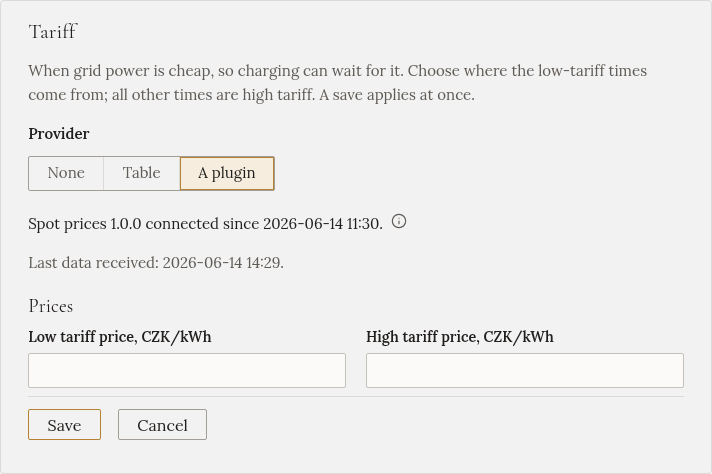 Tariff
When grid power is cheap, so charging can wait for it. Choose where the low-tariff times
come from; all other times are high tariff. A save applies at once.
Provider
None Table A plugin
Spot prices 1.0.0 connected since 2026-06-14 11:30.
Last data received: 2026-06-14 14:29.
Prices
Low tariff price, CZK/kWh High tariff price, CZK/kWh
Save Cancel